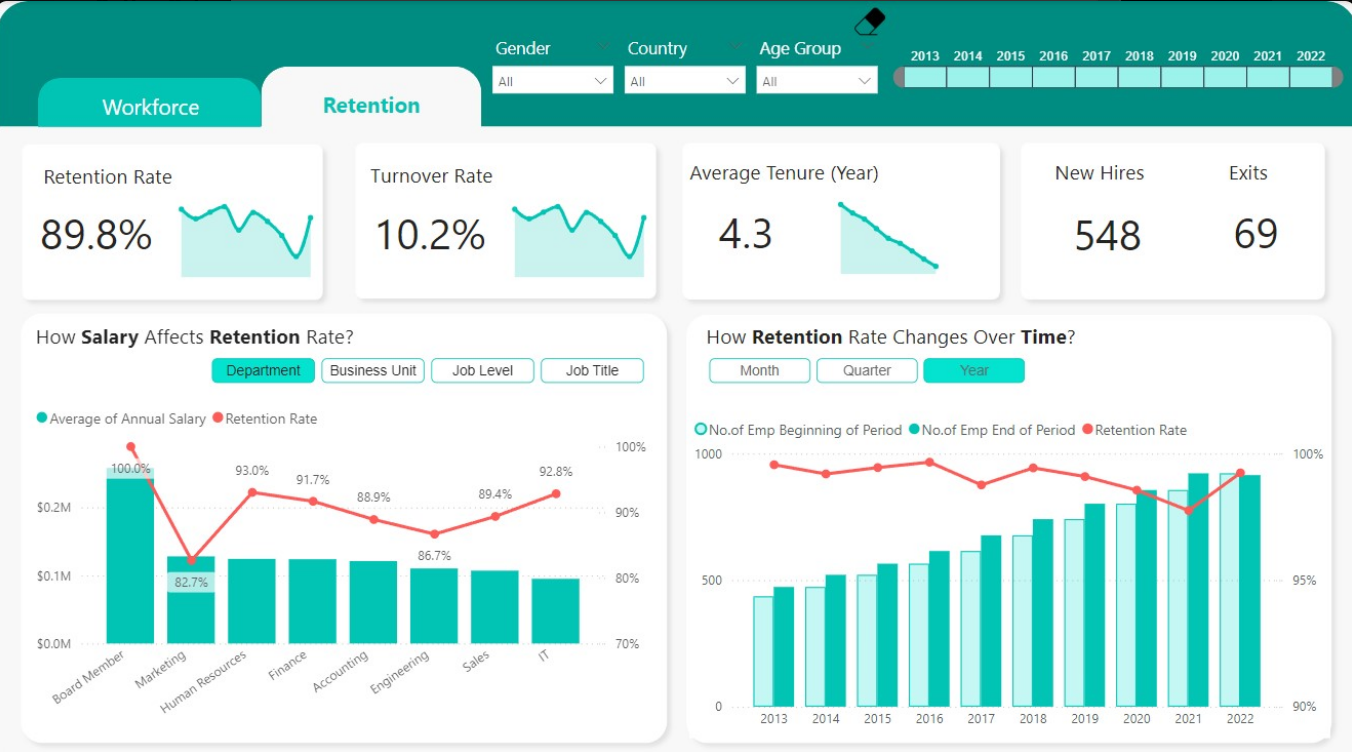 Gender Country Age Group
2013 2014 2015 2016 2017 2018 2019 2020 2021 2022
All All All
Workforce Retention
Retention Rate
89.8%
Turnover Rate
10.2%
Average Tenure (Year)
4.3
New Hires Exits
548 69
How Salary Affects Retention Rate?
Department Business Unit Job Level Job Title
Average of Annual Salary Retention Rate
100%
90%
80%
70%
$0.2M
$0.1M
$0.0M
100.0% 82.7% 93.0% 91.7% 88.9% 86.7% 89.4% 92.8%
Board Member Marketing Human Resources Finance Accounting Engineering Sales IT
How Retention Rate Changes Over Time?
Month Quarter Year
No.of Emp Beginning of Period No.of Emp End of Period Retention Rate
1000 100%
500 95%
0 90%
2013 2014 2015 2016 2017 2018 2019 2020 2021 2022